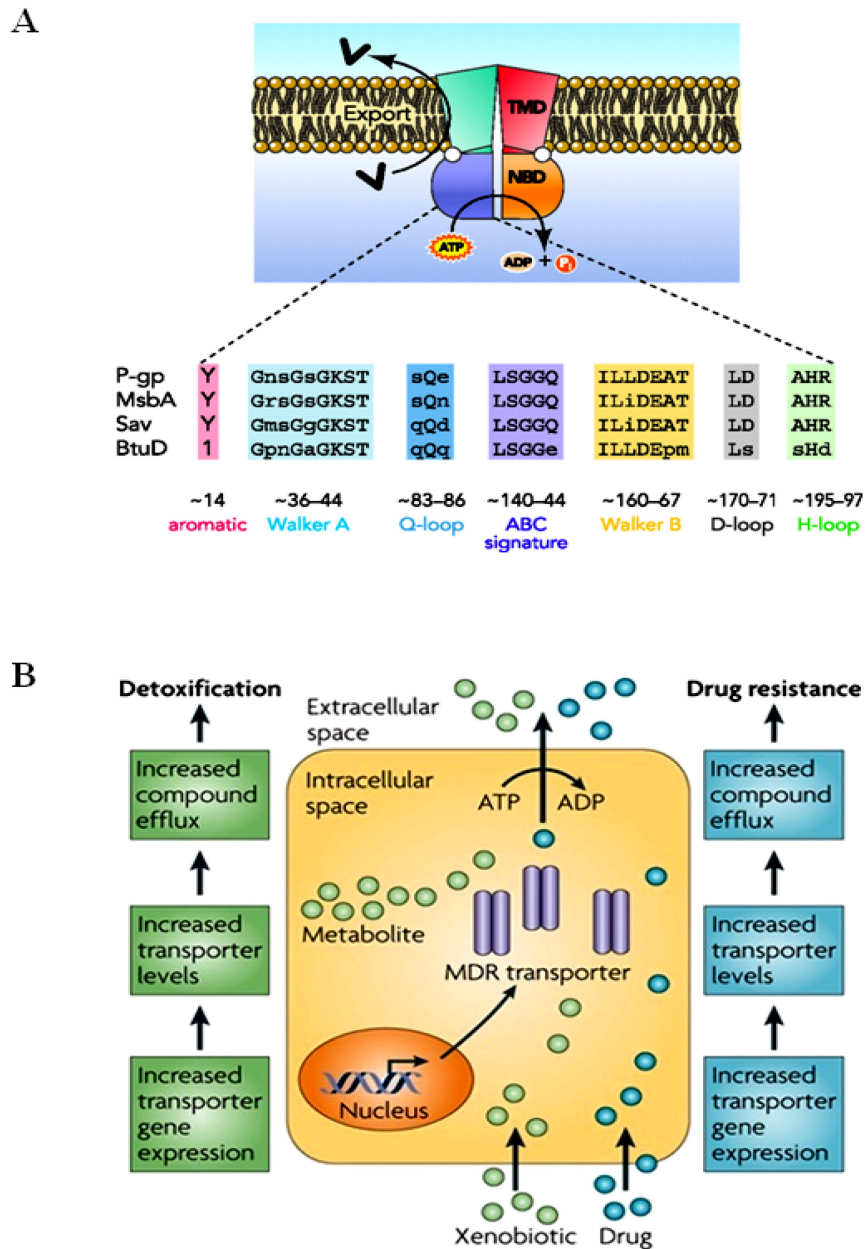 A
Export
TMD
NBD
ATP
ADP + Pi
P-gp Y GnsGsGKST sQe LSGGQ ILLDEAT LD AHR
MsbA Y GrsGsGKST sQn LSGGQ ILiDEAT LD AHR
Sav Y GmsGgGKST qQd LSGGQ ILiDEAT LD AHR
BtuD 1 GpnGaGKST qQq LSGGe ILLDEpm Ls sHd
~14 ~36–44 ~83–86 ~140–44 ~160–67 ~170–71 ~195–97
aromatic Walker A Q-loop ABC Walker B D-loop H-loop
signature
B
Detoxification
Increased
compound
efflux
Increased
transporter
levels
Increased
transporter
gene
expression
Extracellular
space
Intracellular
space
ATP ADP
Metabolite
MDR transporter
Nucleus
Xenobiotic Drug
Drug resistance
Increased
compound
efflux
Increased
transporter
levels
Increased
transporter
gene
expression